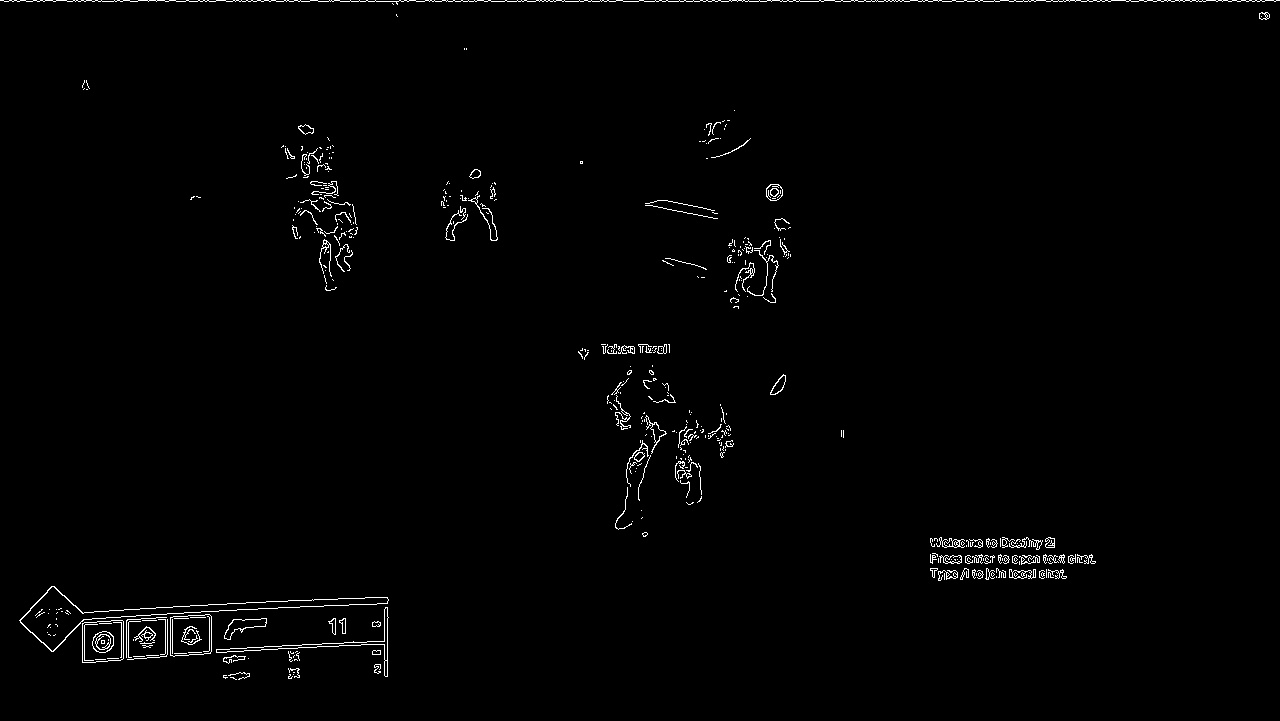 Taken Thrall
Welcome to Destiny 2!
Press enter to open text chat.
Type /l to join local chat.
11